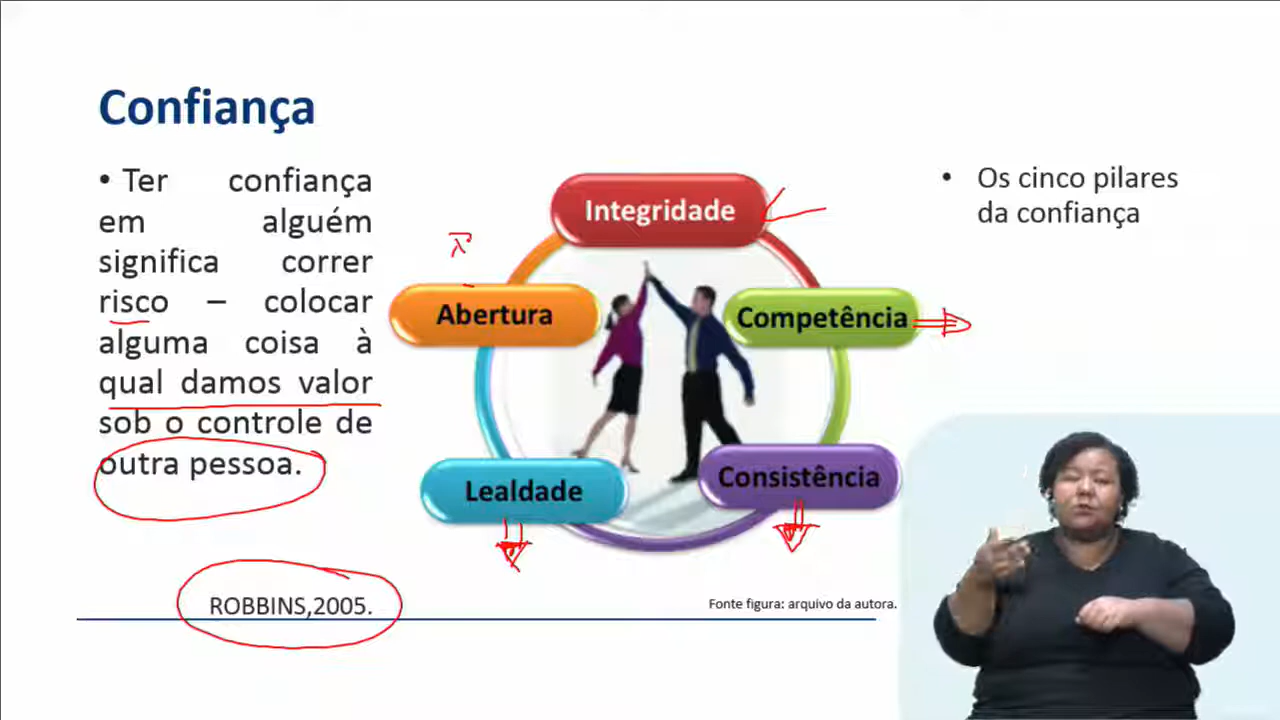 Confiança
• Ter confiança
em alguém
significa correr
risco – colocar
alguma coisa à
qual damos valor
sob o controle de
outra pessoa.
ROBBINS,2005.
Integridade
Abertura
Competência
Lealdade
Consistência
Fonte figura: arquivo da autora.
• Os cinco pilares
da confiança